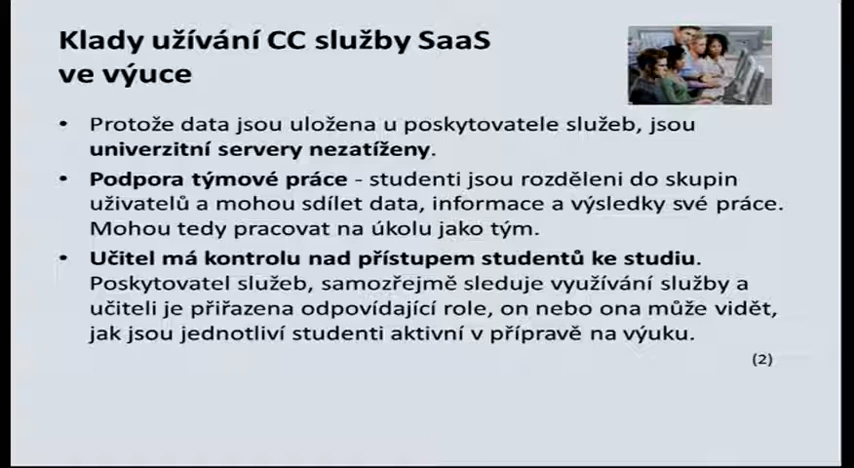 Klady užívání CC služby SaaS
ve výuce
• Protože data jsou uložena u poskytovatele služeb, jsou
univerzitní servery nezatíženy.
• Podpora týmové práce - studenti jsou rozděleni do skupin
uživatelů a mohou sdílet data, informace a výsledky své práce.
Mohou tedy pracovat na úkolu jako tým.
• Učitel má kontrolu nad přístupem studentů ke studiu.
Poskytovatel služeb, samozřejmě sleduje využívání služby a
učiteli je přiřazena odpovídající role, on nebo ona může vidět,
jak jsou jednotliví studenti aktivní v přípravě na výuku.
(2)